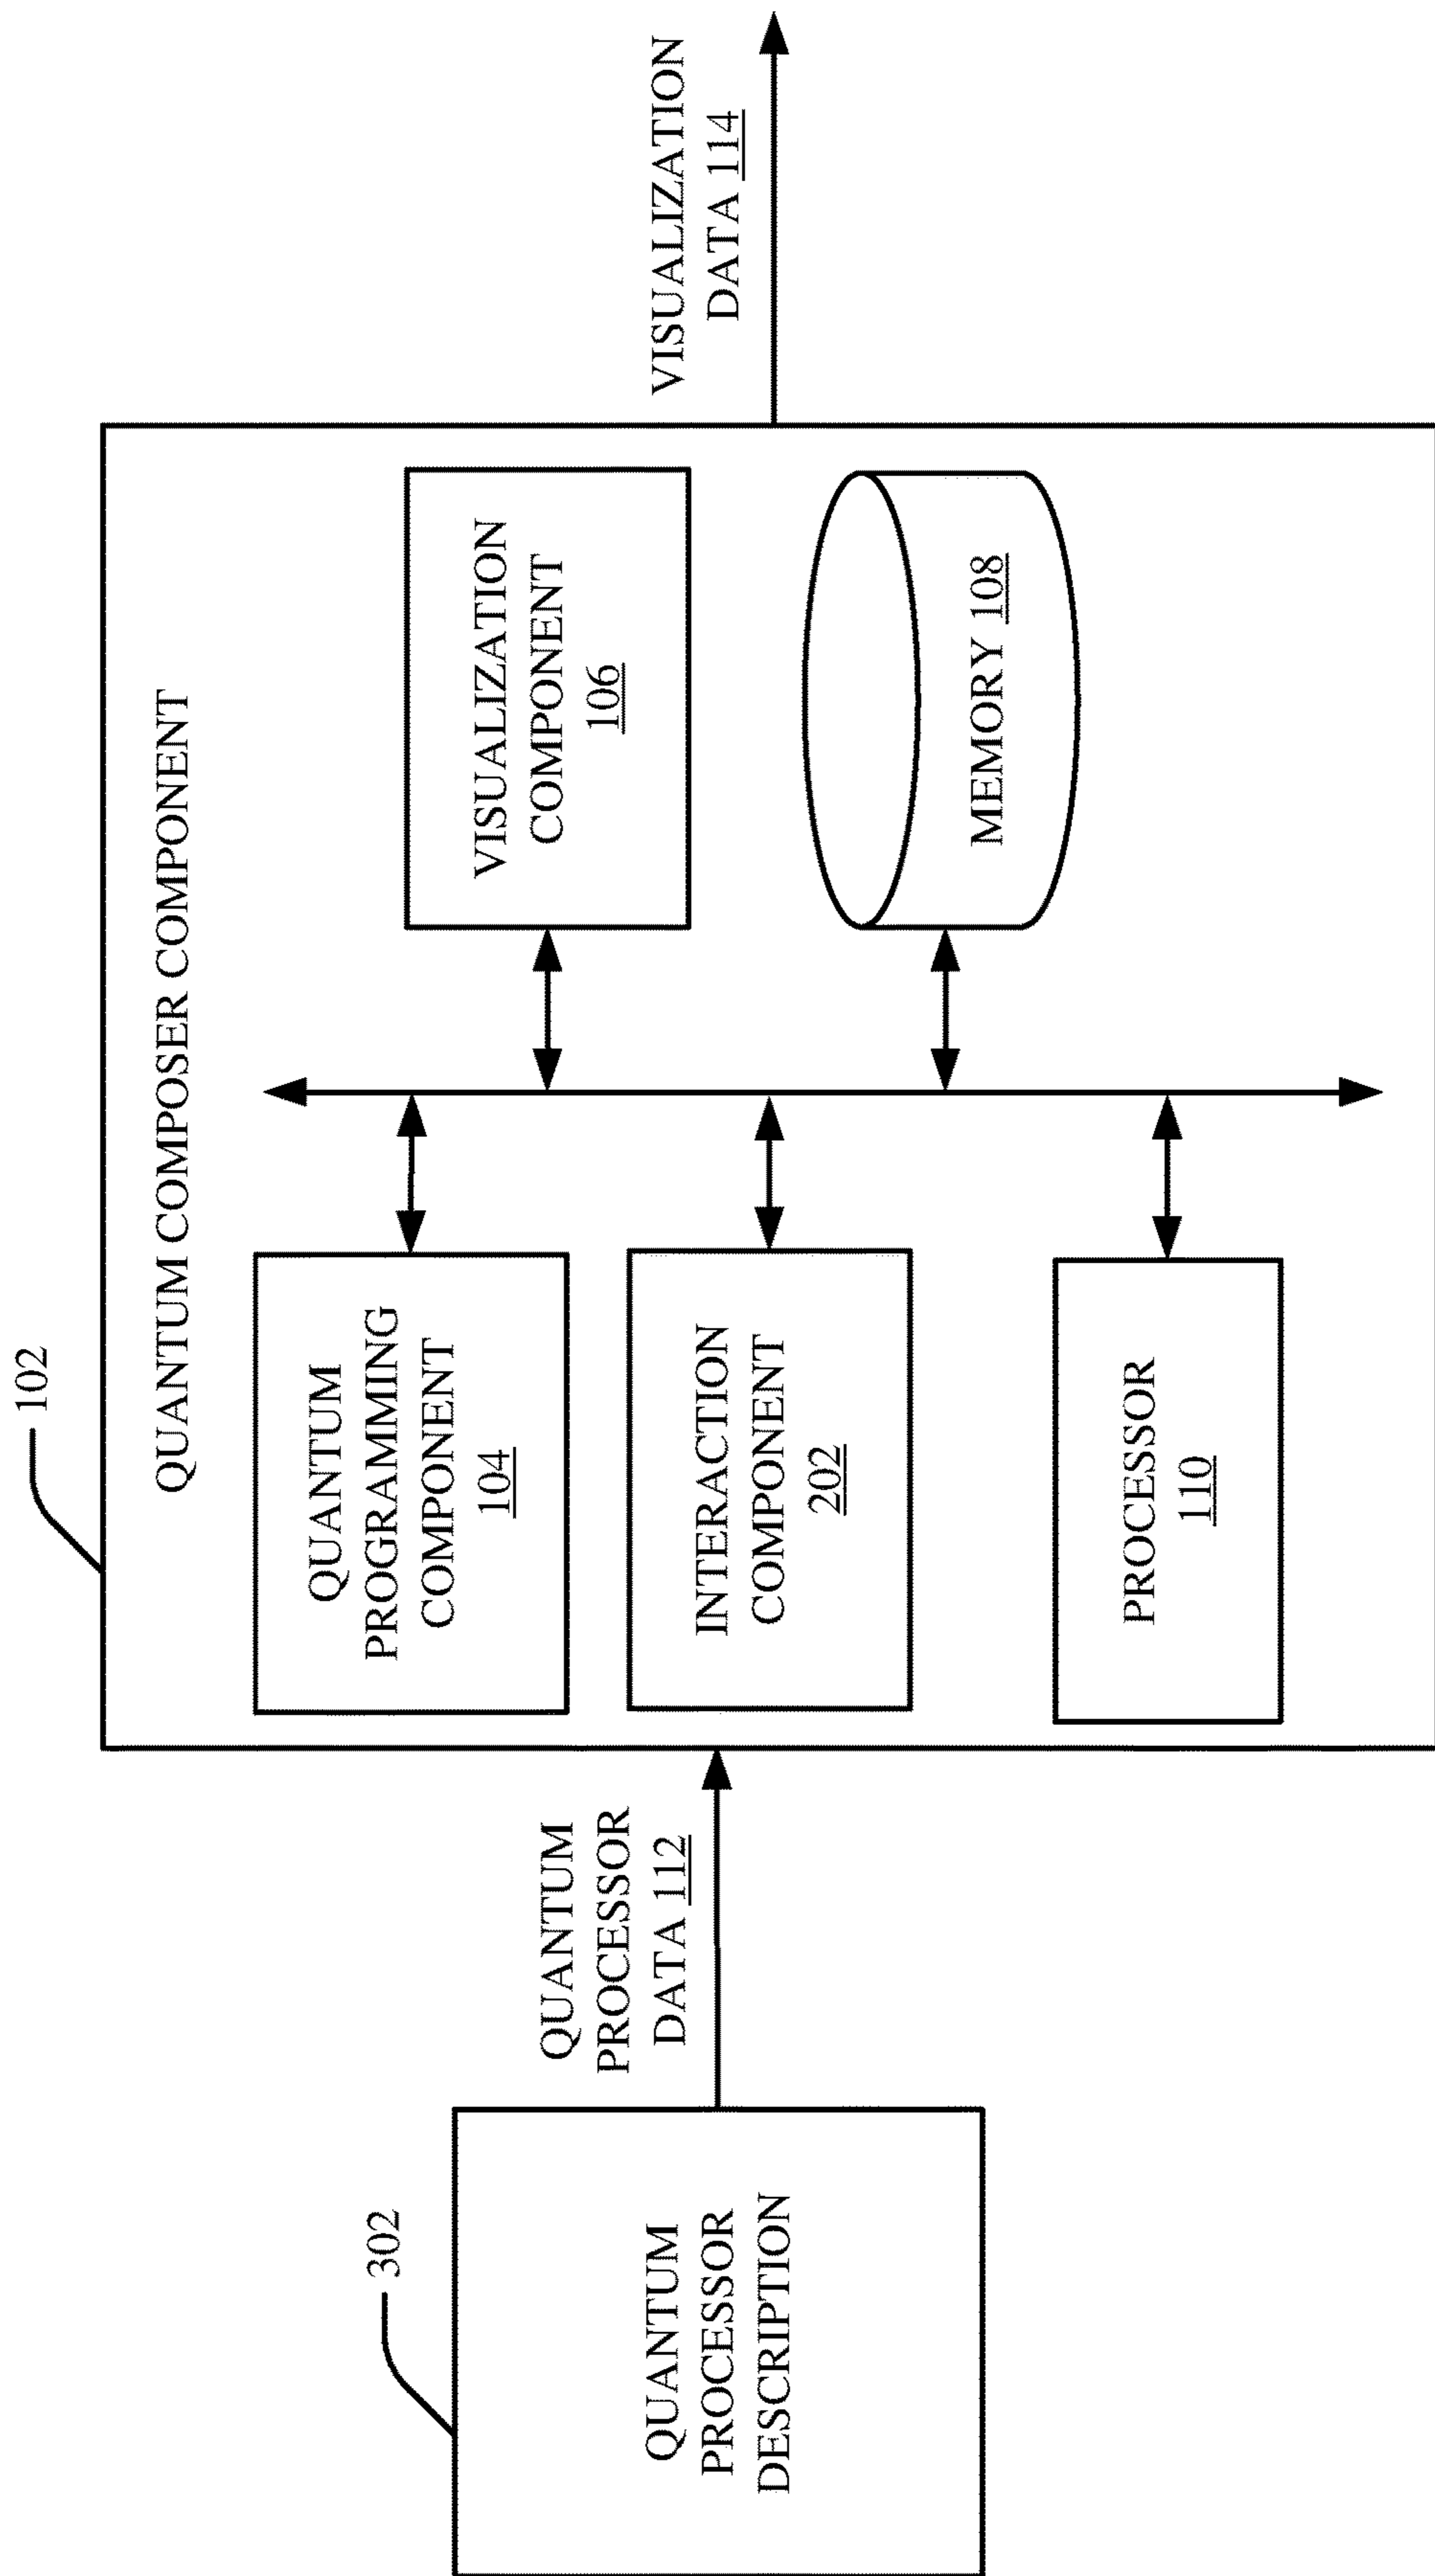 302
QUANTUM
PROCESSOR
DESCRIPTION
QUANTUM
PROCESSOR
DATA 112
102
QUANTUM COMPOSER COMPONENT
QUANTUM
PROGRAMMING
COMPONENT
104
INTERACTION
COMPONENT
202
PROCESSOR
110
VISUALIZATION
COMPONENT
106
MEMORY 108
VISUALIZATION
DATA 114